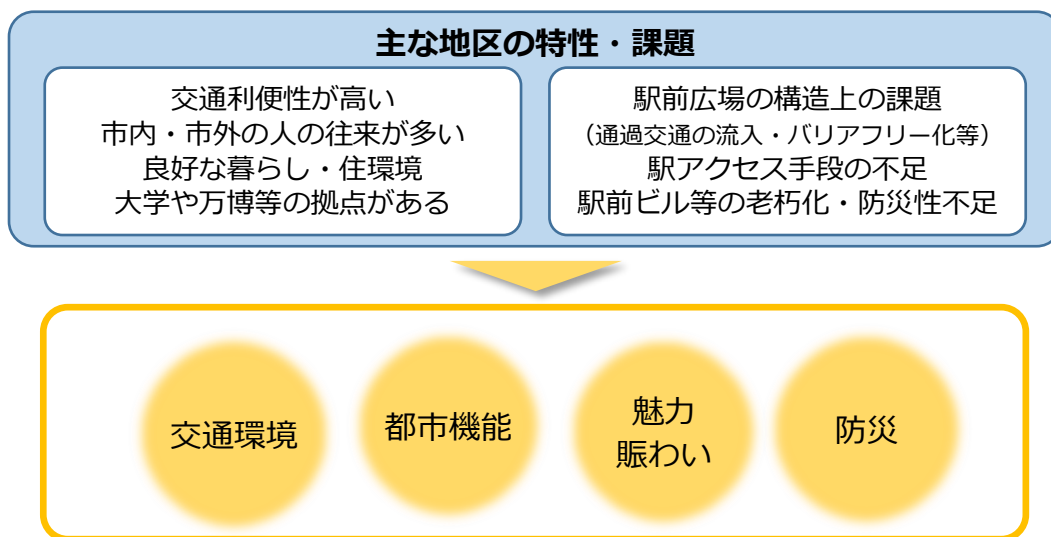 主な地区の特性・課題
交通利便性が高い
市内・市外の人の往来が多い
良好な暮らし・住環境
大学や万博等の拠点がある
駅前広場の構造上の課題
（通過交通の流入・バリアフリー化等）
駅アクセス手段の不足
駅前ビル等の老朽化・防災性不足
交通環境
都市機能
魅力
賑わい
防災